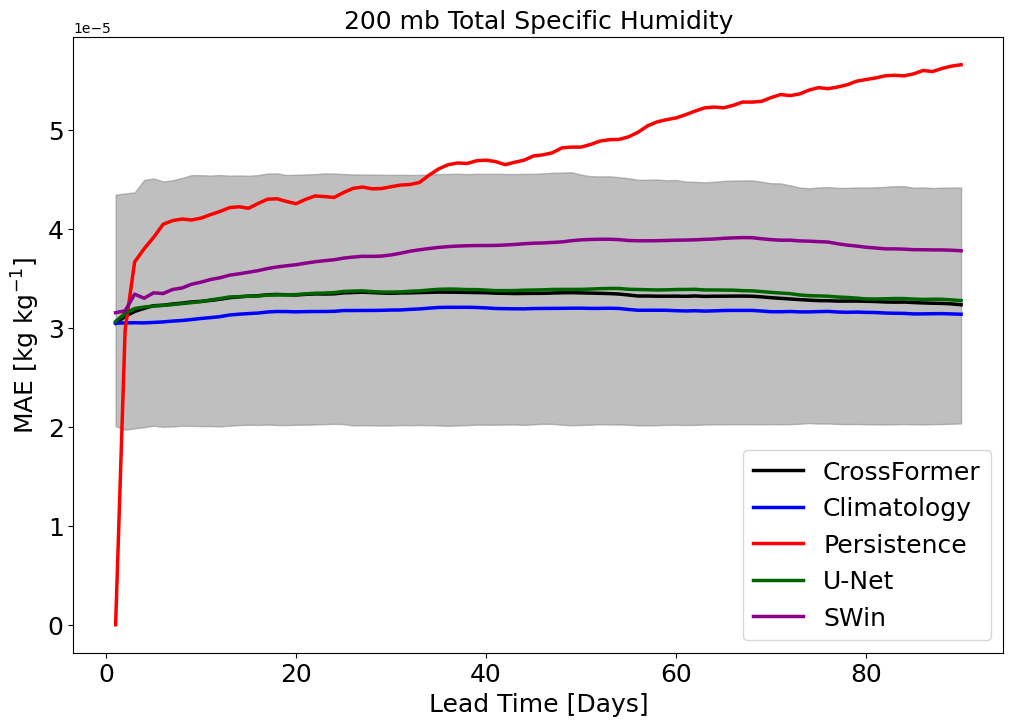 200 mb Total Specific Humidity
1e−5
MAE [kg kg⁻¹]
5
4
3
2
1
0
0 20 40 60 80
Lead Time [Days]
CrossFormer
Climatology
Persistence
U-Net
SWin